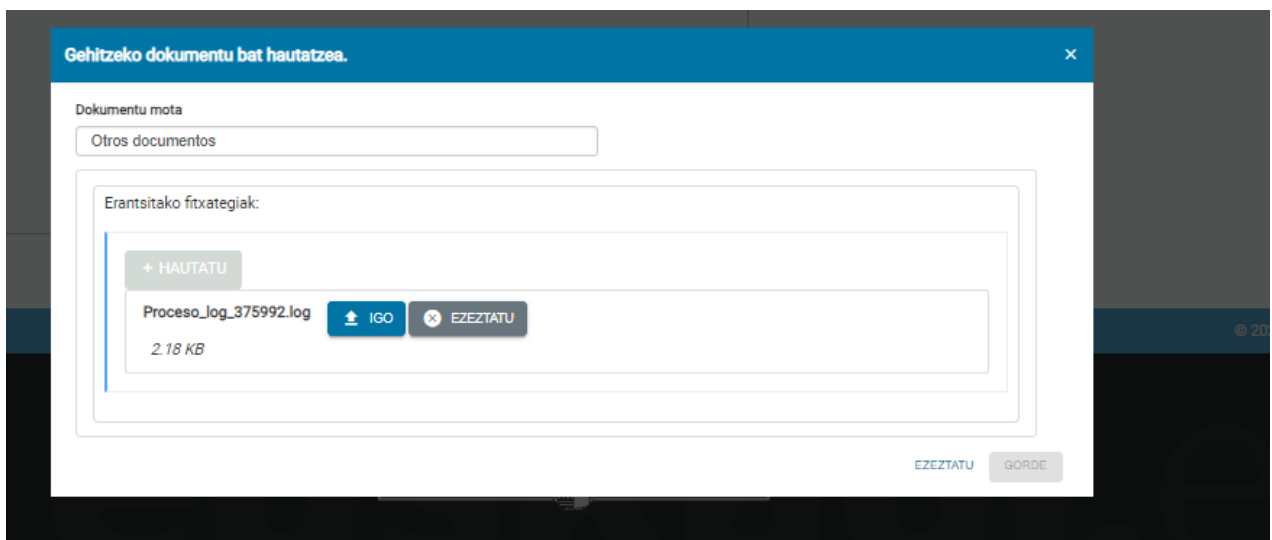 Gehitzeko dokumentu bat hautatzea.
×
Dokumentu mota
Otros documentos
Erantsitako fitxategiak:
+ HAUTATU
Proceso_log_375992.log
IGO
EZEZTATU
2.18 KB
EZEZTATU
GORDE